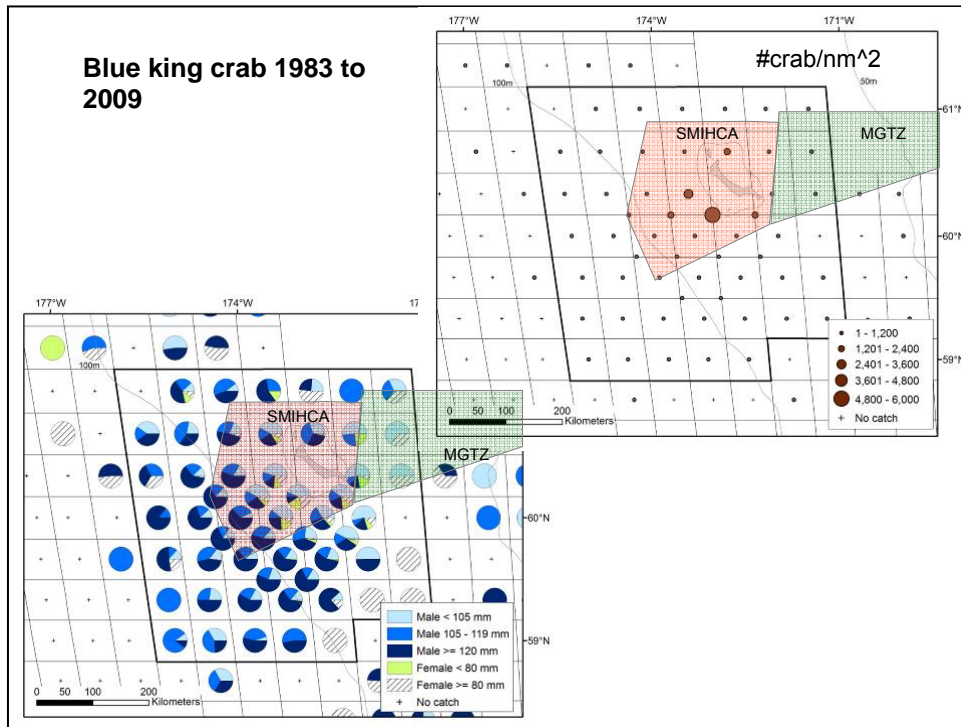 Blue king crab 1983 to
2009
177°W
174°W
171°W
#crab/nm^2
100m
50m
61°N
SMIHCA
MGTZ
60°N
59°N
1 - 1,200
1,201 - 2,400
2,401 - 3,600
3,601 - 4,800
4,800 - 6,000
No catch
0 50 100 200
Kilometers
177°W
174°W
17
100m
SMIHCA
MGTZ
60°N
59°N
Male < 105 mm
Male 105 - 119 mm
Male >= 120 mm
Female < 80 mm
Female >= 80 mm
No catch
0 50 100 200
Kilometers